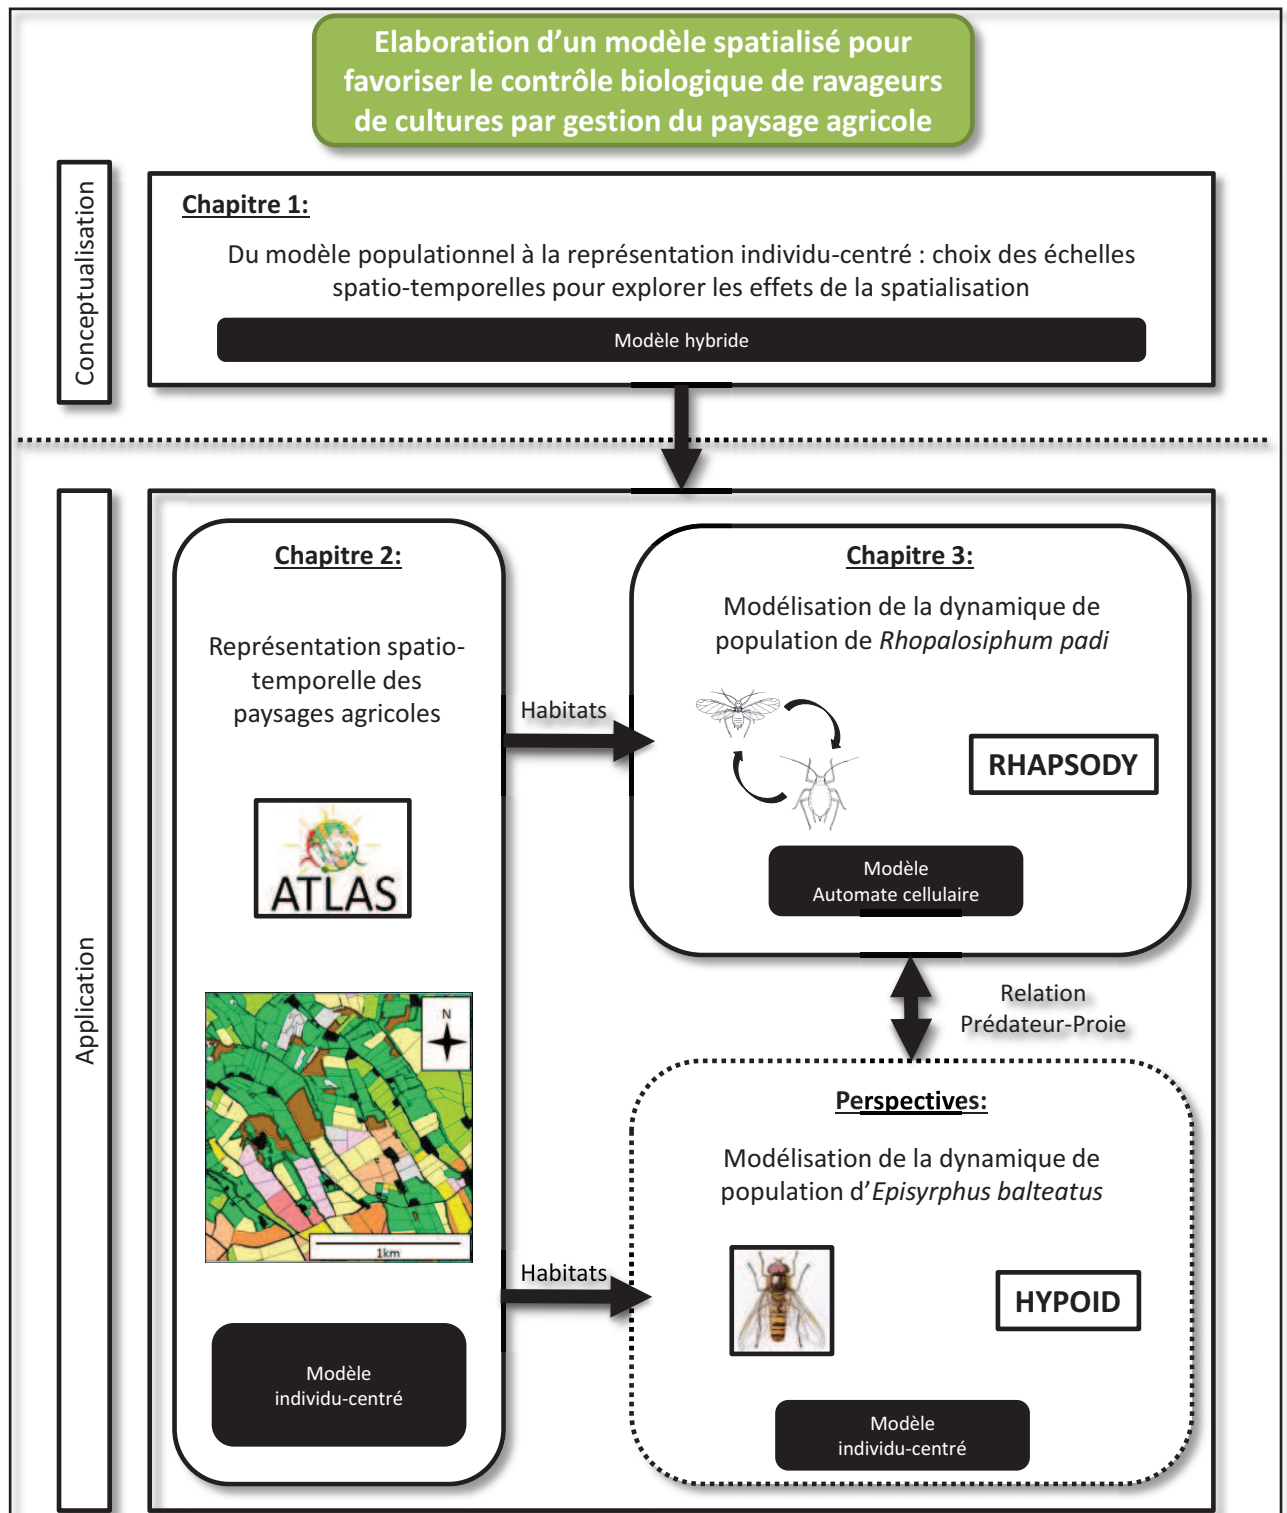 Elaboration d'un modèle spatialisé pour
favoriser le contrôle biologique de ravageurs
de cultures par gestion du paysage agricole
Conceptualisation
Chapitre 1:
Du modèle populationnel à la représentation individu-centré : choix des échelles
spatio-temporelles pour explorer les effets de la spatialisation
Modèle hybride
Application
Chapitre 2:
Représentation spatio-
temporelle des
paysages agricoles
ATLAS
N
1km
Modèle
individu-centré
Habitats
Habitats
Chapitre 3:
Modélisation de la dynamique de
population de Rhopalosiphum padi
RHAPSODY
Modèle
Automate cellulaire
Relation
Prédateur-Proie
Perspectives:
Modélisation de la dynamique de
population d'Episyrphus balteatus
HYPOID
Modèle
individu-centré